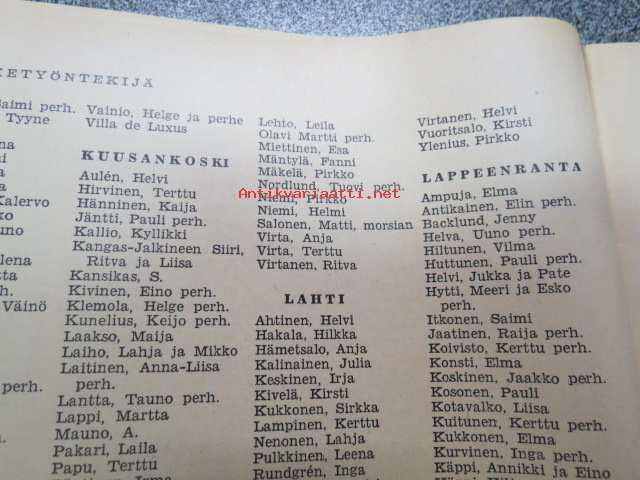 KETYÖNTEKIJÄ
Saimi perh.
Tyyne
Kalervo
Väinö
perh.
Vainio, Helge ja perhe
Villa de Luxus
KUUSANKOSKI
Aulén, Helvi
Hirvinen, Terttu
Hänninen, Kaija
Jäntti, Pauli perh.
Kallio, Kyllikki
Kangas-Jalkineen Siiri,
Ritva ja Liisa
Kansikas, S.
Kivinen, Eino perh.
Klemola, Helge perh.
Kunelius, Keijo perh.
Laakso, Maija
Laiho, Lahja ja Mikko
Laitinen, Anna-Liisa
perh.
Lantta, Tauno perh.
Lappi, Martta
Mauno, A.
Pakari, Laila
Papu, Terttu
Lehto, Leila
Olavi Martti perh.
Miettinen, Esa
Mäntylä, Fanni
Mäkelä, Pirkko
Nordlund, Tuovi perh.
Niemi, Pirkko
Niemi, Helmi
Salonen, Matti, morsian
Virta, Anja
Virta, Terttu
Virtanen, Ritva
LAHTI
Ahtinen, Helvi
Hakala, Hilkka
Hämetsalo, Anja
Kalinainen, Julia
Keskinen, Irja
Kivelä, Kirsti
Kukkonen, Sirkka
Lampinen, Kerttu
Nenonen, Lahja
Pulkkinen, Leena
Rundgrén, Inga
Virtanen, Helvi
Vuoritsalo, Kirsti
Ylenius, Pirkko
LAPPEENRANTA
Ampuja, Elma
Antikainen, Elin perh.
Backlund, Jenny
Helva, Uuno perh.
Hiltunen, Vilma
Huttunen, Pauli perh.
Helvi, Jukka ja Pate
Hytti, Meeri ja Esko
perh.
Itkonen, Saimi
Jaatinen, Raija perh.
Koivisto, Kerttu perh.
Konsti, Elma
Koskinen, Jaakko perh.
Kosonen, Pauli
Kotavalko, Liisa
Kuitunen, Kerttu perh.
Kukkonen, Elma
Kurvinen, Inga perh.
Käppi, Annikki ja Eino
Antikvariaatti.net